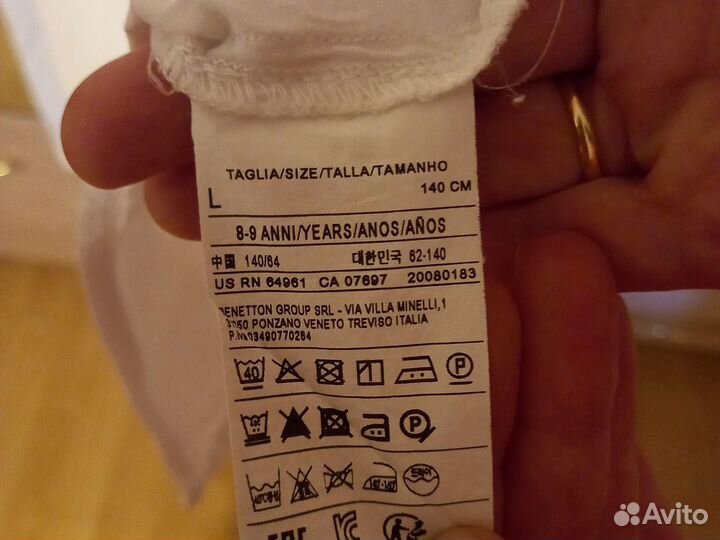 TAGLIA/SIZE/TALLA/TAMANHO
L 140 CM
8-9 ANNI/YEARS/ANOS/AÑOS
中国 140/64 대한민국 62-140
US RN 64961 CA 07697 20080183
BENETTON GROUP SRL - VIA VILLA MINELLI,1
PONZANO VENETO TREVISO ITALIA
03490770264
40 P
P
Avito